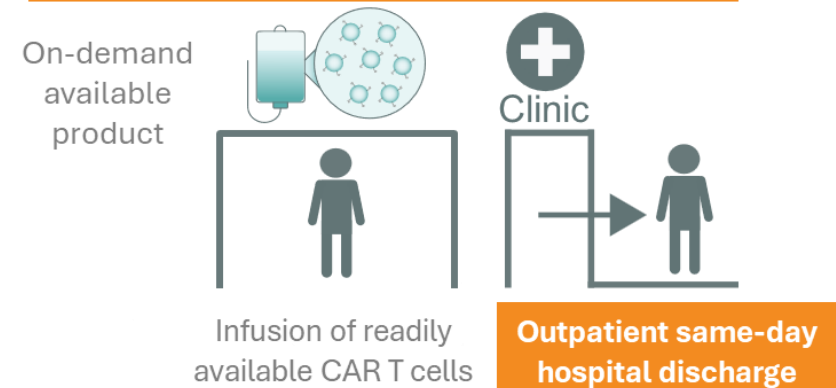 On-demand
available
product
Clinic
Infusion of readily
available CAR T cells
Outpatient same-day
hospital discharge